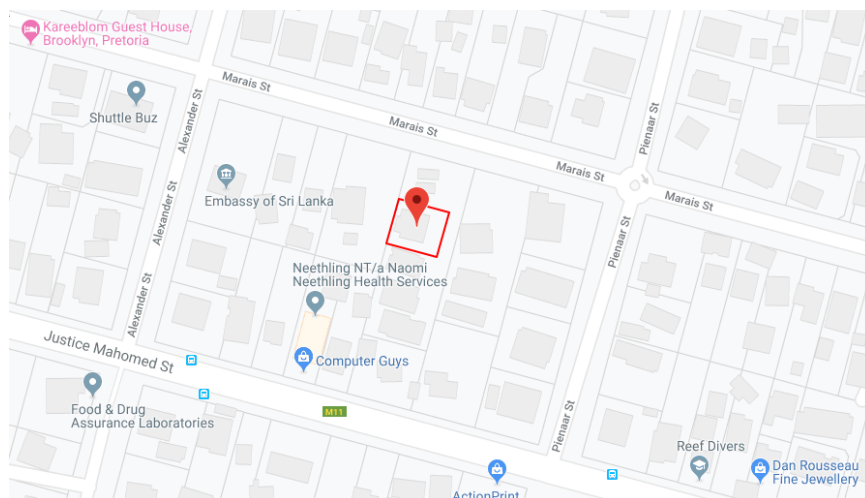 Kareeblom Guest House,
Brooklyn, Pretoria
Marais St
Pienaar St
Shuttle Buz
Alexander St
Marais St
Embassy of Sri Lanka
Marais St
Marais St
Alexander St
Pienaar St
Neethling NT/a Naomi
Neethling Health Services
Alexander St
Justice Mahomed St
Computer Guys
Food & Drug
Assurance Laboratories
M11
Pienaar St
Reef Divers
Dan Rousseau
Fine Jewellery
ActionPrint